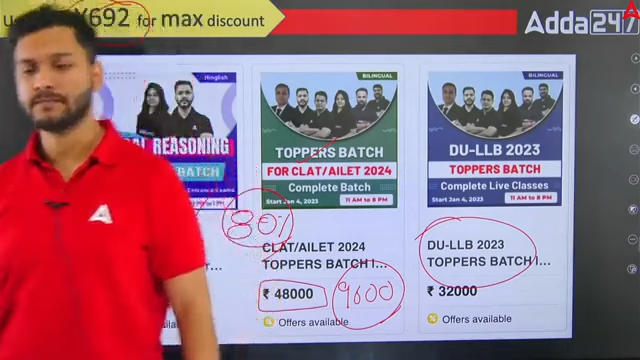 Y692 for max discount
Adda247
Hinglish
REASONING
BATCH
BILINGUAL
TOPPERS BATCH
FOR CLAT/AILET 2024
Complete Batch
Start Jan 4, 2023
11 AM to 8 PM
BILINGUAL
DU-LLB 2023
TOPPERS BATCH
Complete Live Classes
Start Jan 4, 2023
11 AM to 8 PM
80%
CLAT/AILET 2024
TOPPERS BATCH I...
₹ 48000
9600
Offers available
DU-LLB 2023
TOPPERS BATCH I...
₹ 32000
Offers available